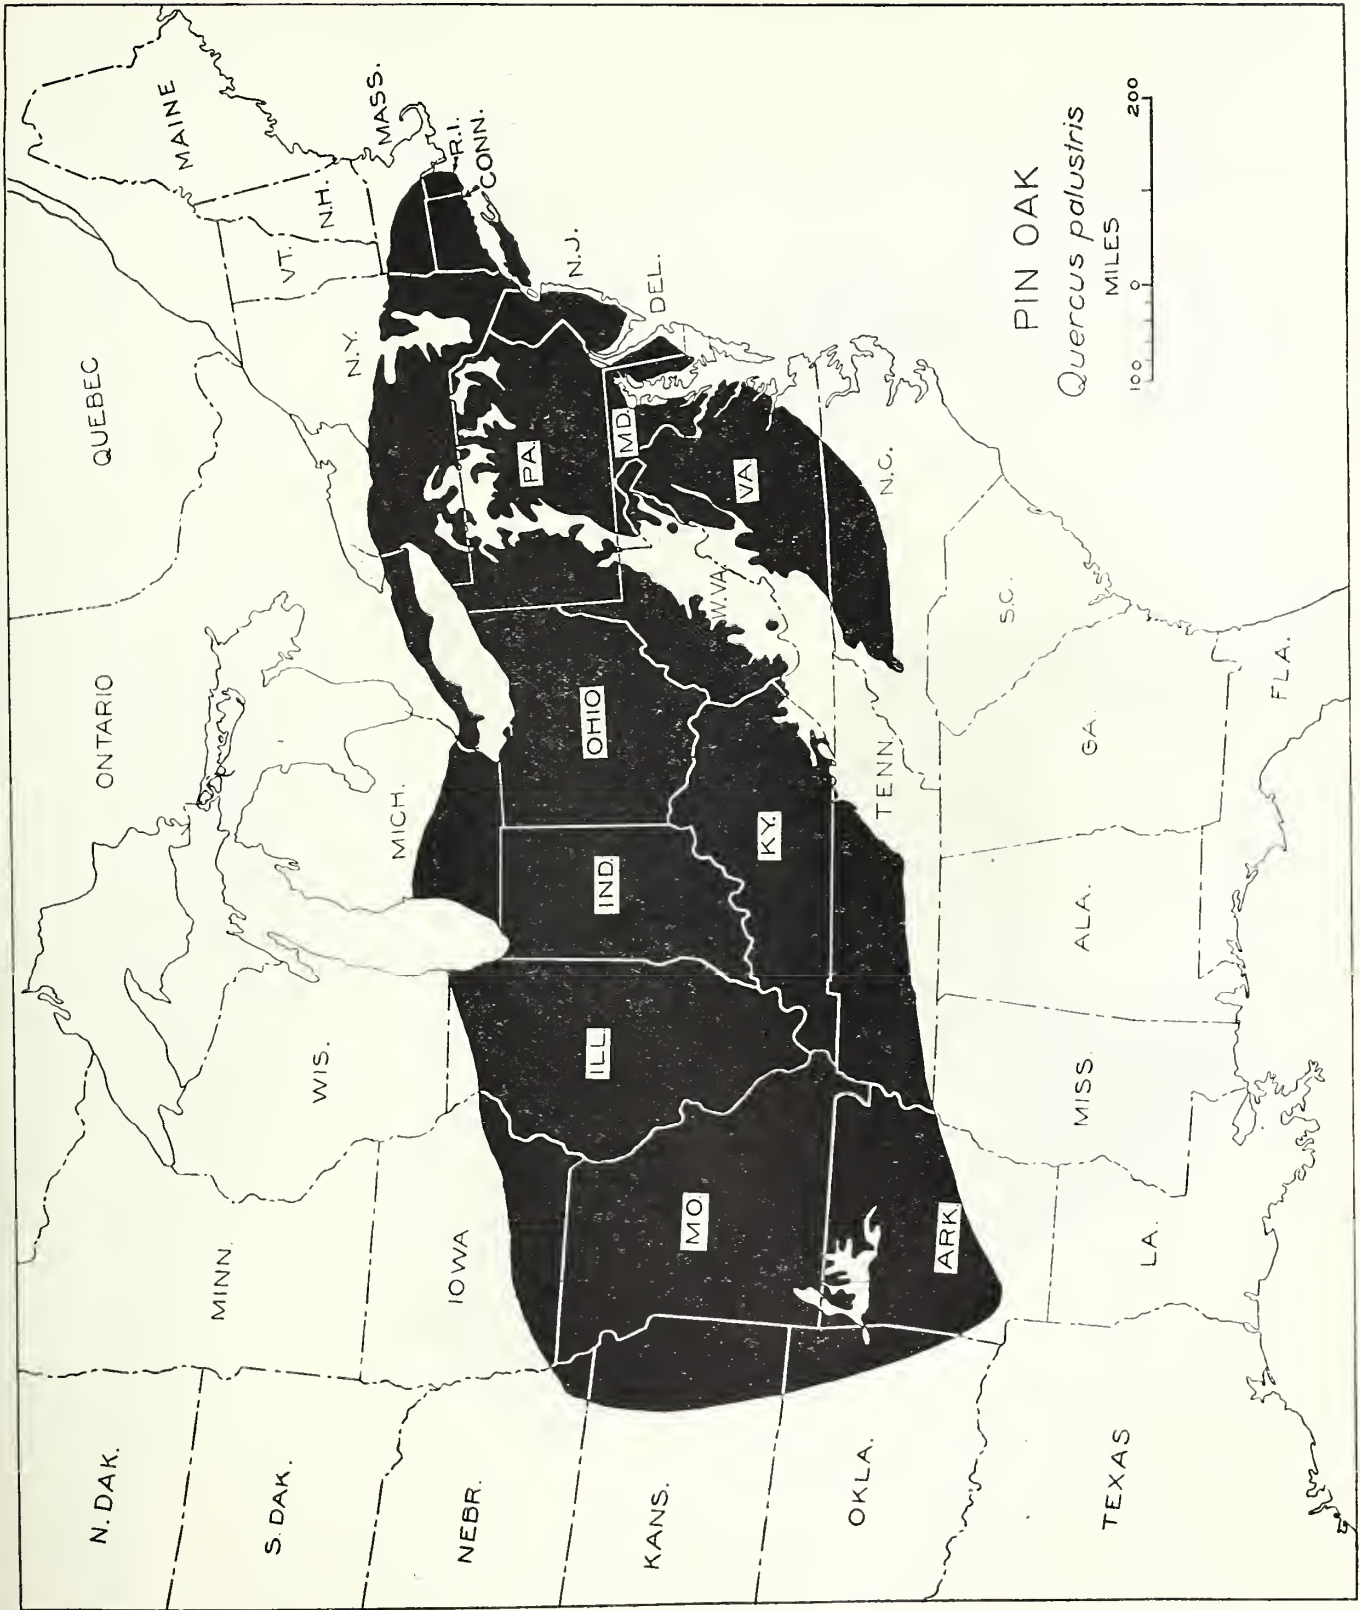 QUEBEC
MAINE
ONTARIO
VT.
N.H.
MASS.
R.I.
CONN.
N.Y.
MICH.
WIS.
MINN.
N. DAK.
S. DAK.
IOWA
NEBR.
ILL.
IND.
OHIO
PA.
N.J.
DEL.
MD.
VA.
W.VA.
KY.
MO.
KANS.
OKLA.
ARK.
TENN.
N.C.
S.C.
GA.
ALA.
MISS.
LA.
TEXAS
FLA.
PIN OAK
Quercus palustris
MILES
100 0 200